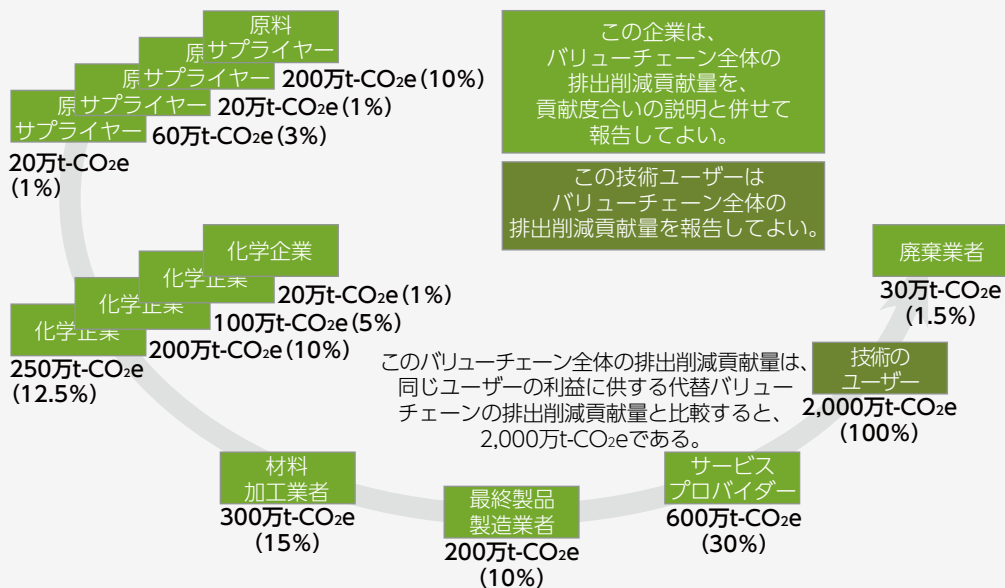 原料
サプライヤー
200万t-CO2e(10%)
原
サプライヤー
20万t-CO2e(1%)
原
サプライヤー
60万t-CO2e(3%)
原
サプライヤー
20万t-CO2e
(1%)
この企業は、
バリューチェーン全体の
排出削減貢献量を、
貢献度合いの説明と併せて
報告してよい。
この技術ユーザーは
バリューチェーン全体の
排出削減貢献量を報告してよい。
化学企業
20万t-CO2e(1%)
化学企業
100万t-CO2e(5%)
化学企業
200万t-CO2e(10%)
化学企業
250万t-CO2e
(12.5%)
このバリューチェーン全体の排出削減貢献量は、
同じユーザーの利益に供する代替バリュー
チェーンの排出削減貢献量と比較すると、
2,000万t-CO2eである。
材料
加工業者
300万t-CO2e
(15%)
最終製品
製造業者
200万t-CO2e
(10%)
サービス
プロバイダー
600万t-CO2e
(30%)
技術の
ユーザー
2,000万t-CO2e
(100%)
廃棄業者
30万t-CO2e
(1.5%)